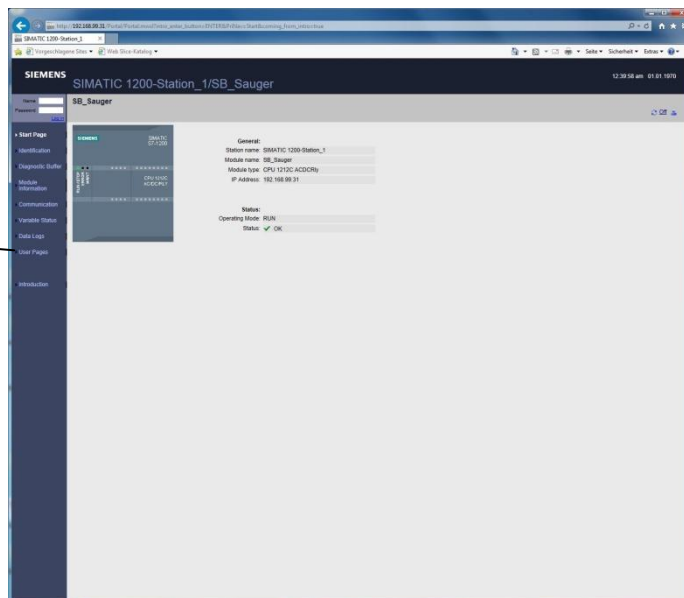 SIMATIC 1200-Station_1
Vergeschlagene Sites
Web Slice-Katalog
Seite
Sicherheit
Extras
SIEMENS
SIMATIC 1200-Station_1/SB_Sauger
12:39:58 am 01.01.1970
Name
Password
SB_Sauger
Start Page
Identification
Diagnostic Buffer
Module
Information
Communication
Variable Status
Data Logs
User Pages
Introduction
SIEMENS
SIMATIC
S7-1200
CPU 1212C
AC/DC/RLY
General:
Station name: SIMATIC 1200-Station_1
Module name: SB_Sauger
Module type: CPU 1212C ACDCRly
IP Address: 192.168.99.31
Status:
Operating Mode: RUN
Status: OK